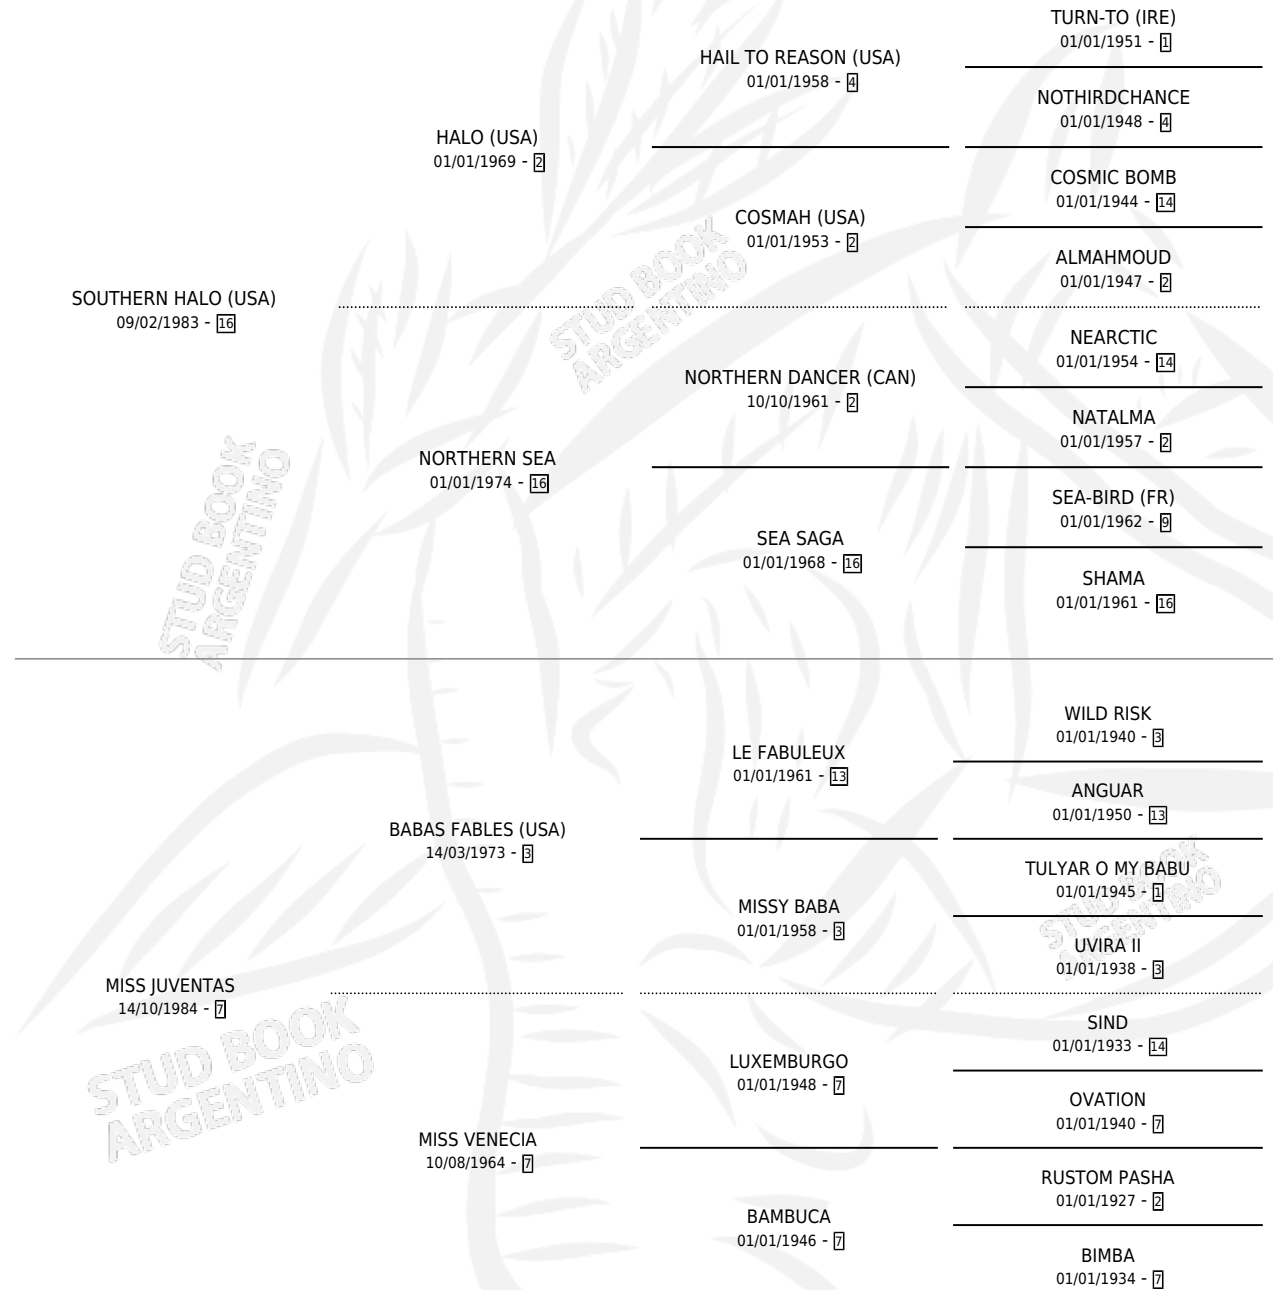 TURN-TO (IRE)
01/01/1951 - 1
HAIL TO REASON (USA)
01/01/1958 - 4
NOTHIRDCHANCE
01/01/1948 - 4
HALO (USA)
01/01/1969 - 2
COSMIC BOMB
01/01/1944 - 14
COSMAH (USA)
01/01/1953 - 2
ALMAHMOUD
01/01/1947 - 2
SOUTHERN HALO (USA)
09/02/1983 - 16
NEARCTIC
01/01/1954 - 14
NORTHERN DANCER (CAN)
10/10/1961 - 2
NATALMA
01/01/1957 - 2
NORTHERN SEA
01/01/1974 - 16
SEA-BIRD (FR)
01/01/1962 - 9
SEA SAGA
01/01/1968 - 16
SHAMA
01/01/1961 - 16
STUD BOOK
ARGENTINO
STUD BOOK
ARGENTINO
WILD RISK
01/01/1940 - 3
LE FABULEUX
01/01/1961 - 13
ANGUAR
01/01/1950 - 13
BABAS FABLES (USA)
14/03/1973 - 3
TULYAR O MY BABU
01/01/1945 - 1
MISSY BABA
01/01/1958 - 3
UVIRA II
01/01/1938 - 3
MISS JUVENTAS
14/10/1984 - 7
SIND
01/01/1933 - 14
LUXEMBURGO
01/01/1948 - 7
OVATION
01/01/1940 - 7
MISS VENECIA
10/08/1964 - 7
RUSTOM PASHA
01/01/1927 - 2
BAMBUCA
01/01/1946 - 7
BIMBA
01/01/1934 - 7
STUD BOOK
ARGENTINO
STUD BOOK
ARGENTINO